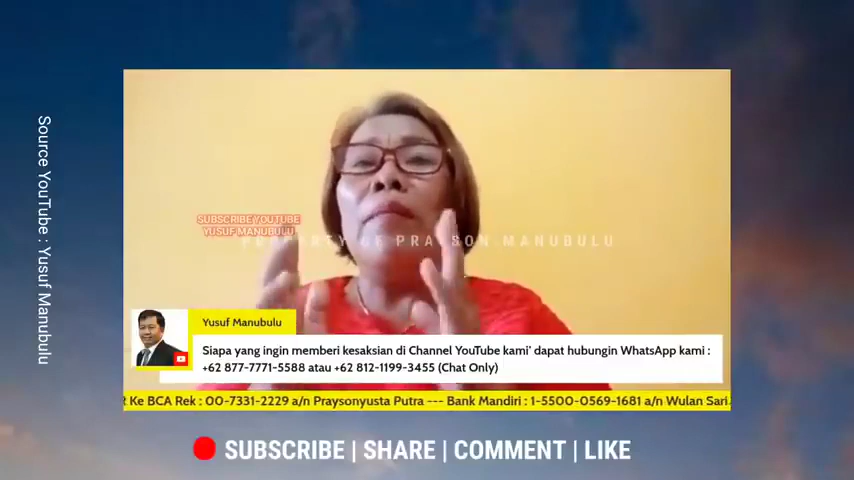 Source YouTube : Yusuf Manubulu
SUBSCRIBE YOUTUBE
YUSUF MANUBULU
PROPERTY OF PRAYSON MANUBULU
Yusuf Manubulu
Siapa yang ingin memberi kesaksian di Channel YouTube kami' dapat hubungin WhatsApp kami :
+62 877-7771-5588 atau +62 812-1199-3455 (Chat Only)
Ke BCA Rek : 00-7331-2229 a/n Praysonyusta Putra --- Bank Mandiri : 1-5500-0569-1681 a/n Wulan Sari
SUBSCRIBE | SHARE | COMMENT | LIKE